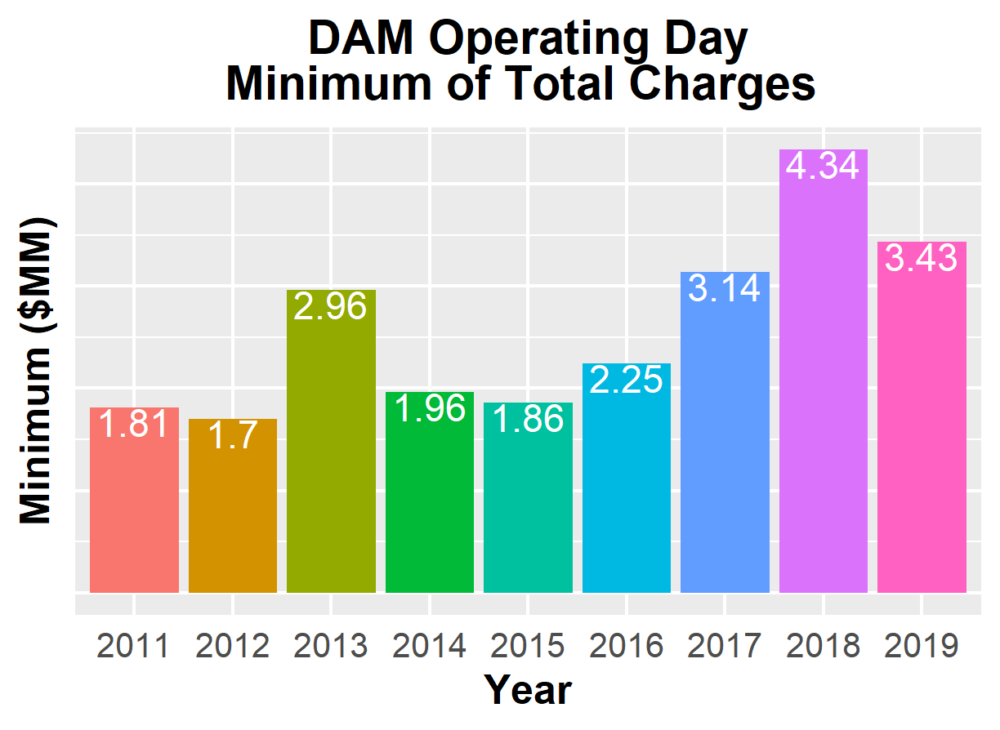 DAM Operating Day
Minimum of Total Charges
Minimum ($MM)
4.34
3.43
3.14
2.96
2.25
1.96
1.86
1.81
1.7
2011 2012 2013 2014 2015 2016 2017 2018 2019
Year